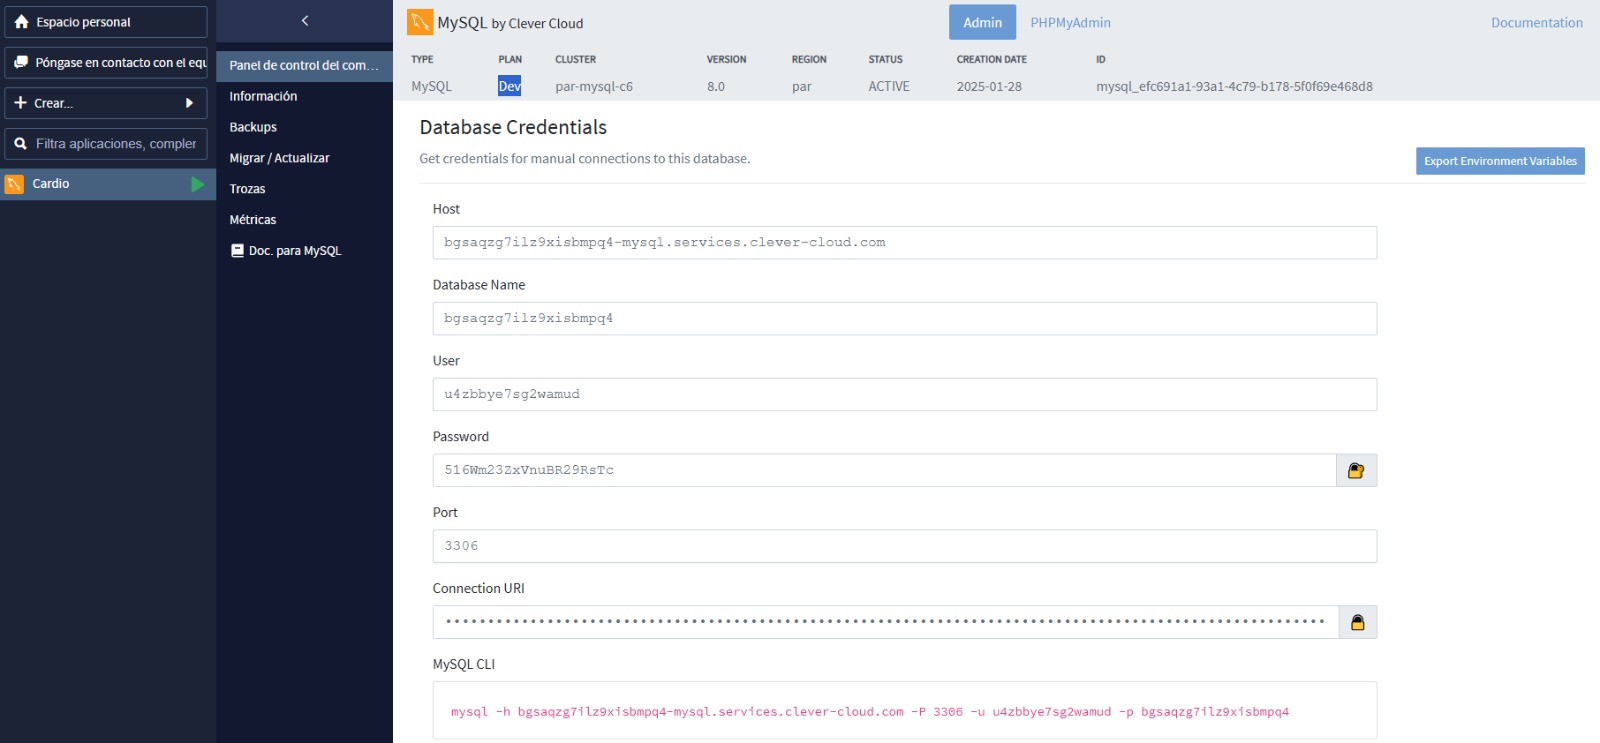 Espacio personal
Póngase en contacto con el equ
Crear...
Filtra aplicaciones, complem
Cardio
Panel de control del com...
Información
Backups
Migrar / Actualizar
Trozas
Métricas
Doc. para MySQL
MySQL by Clever Cloud
Admin PHPMyAdmin Documentation
TYPE PLAN CLUSTER VERSION REGION STATUS CREATION DATE ID
MySQL Dev par-mysql-c6 8.0 par ACTIVE 2025-01-28 mysql_efc691a1-93a1-4c79-b178-5f0f69e468d8
Database Credentials
Get credentials for manual connections to this database.
Export Environment Variables
Host
bgsaqzg7ilz9xisbmpq4-mysql.services.clever-cloud.com
Database Name
bgsaqzg7ilz9xisbmpq4
User
u4zbbye7sg2wamud
Password
516Wm23ZxVnuBR29RsTc
Port
3306
Connection URI
MySQL CLI
mysql -h bgsaqzg7ilz9xisbmpq4-mysql.services.clever-cloud.com -P 3306 -u u4zbbye7sg2wamud -p bgsaqzg7ilz9xisbmpq4